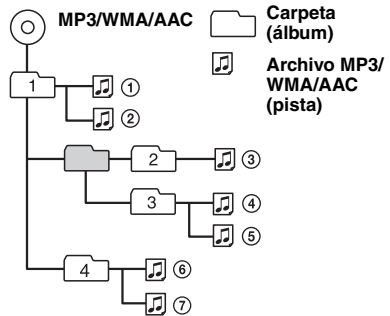 MP3/WMA/AAC
Carpeta
(álbum)
Archivo MP3/
WMA/AAC
(pista)
1
①
②
2
③
3
④
⑤
4
⑥
⑦